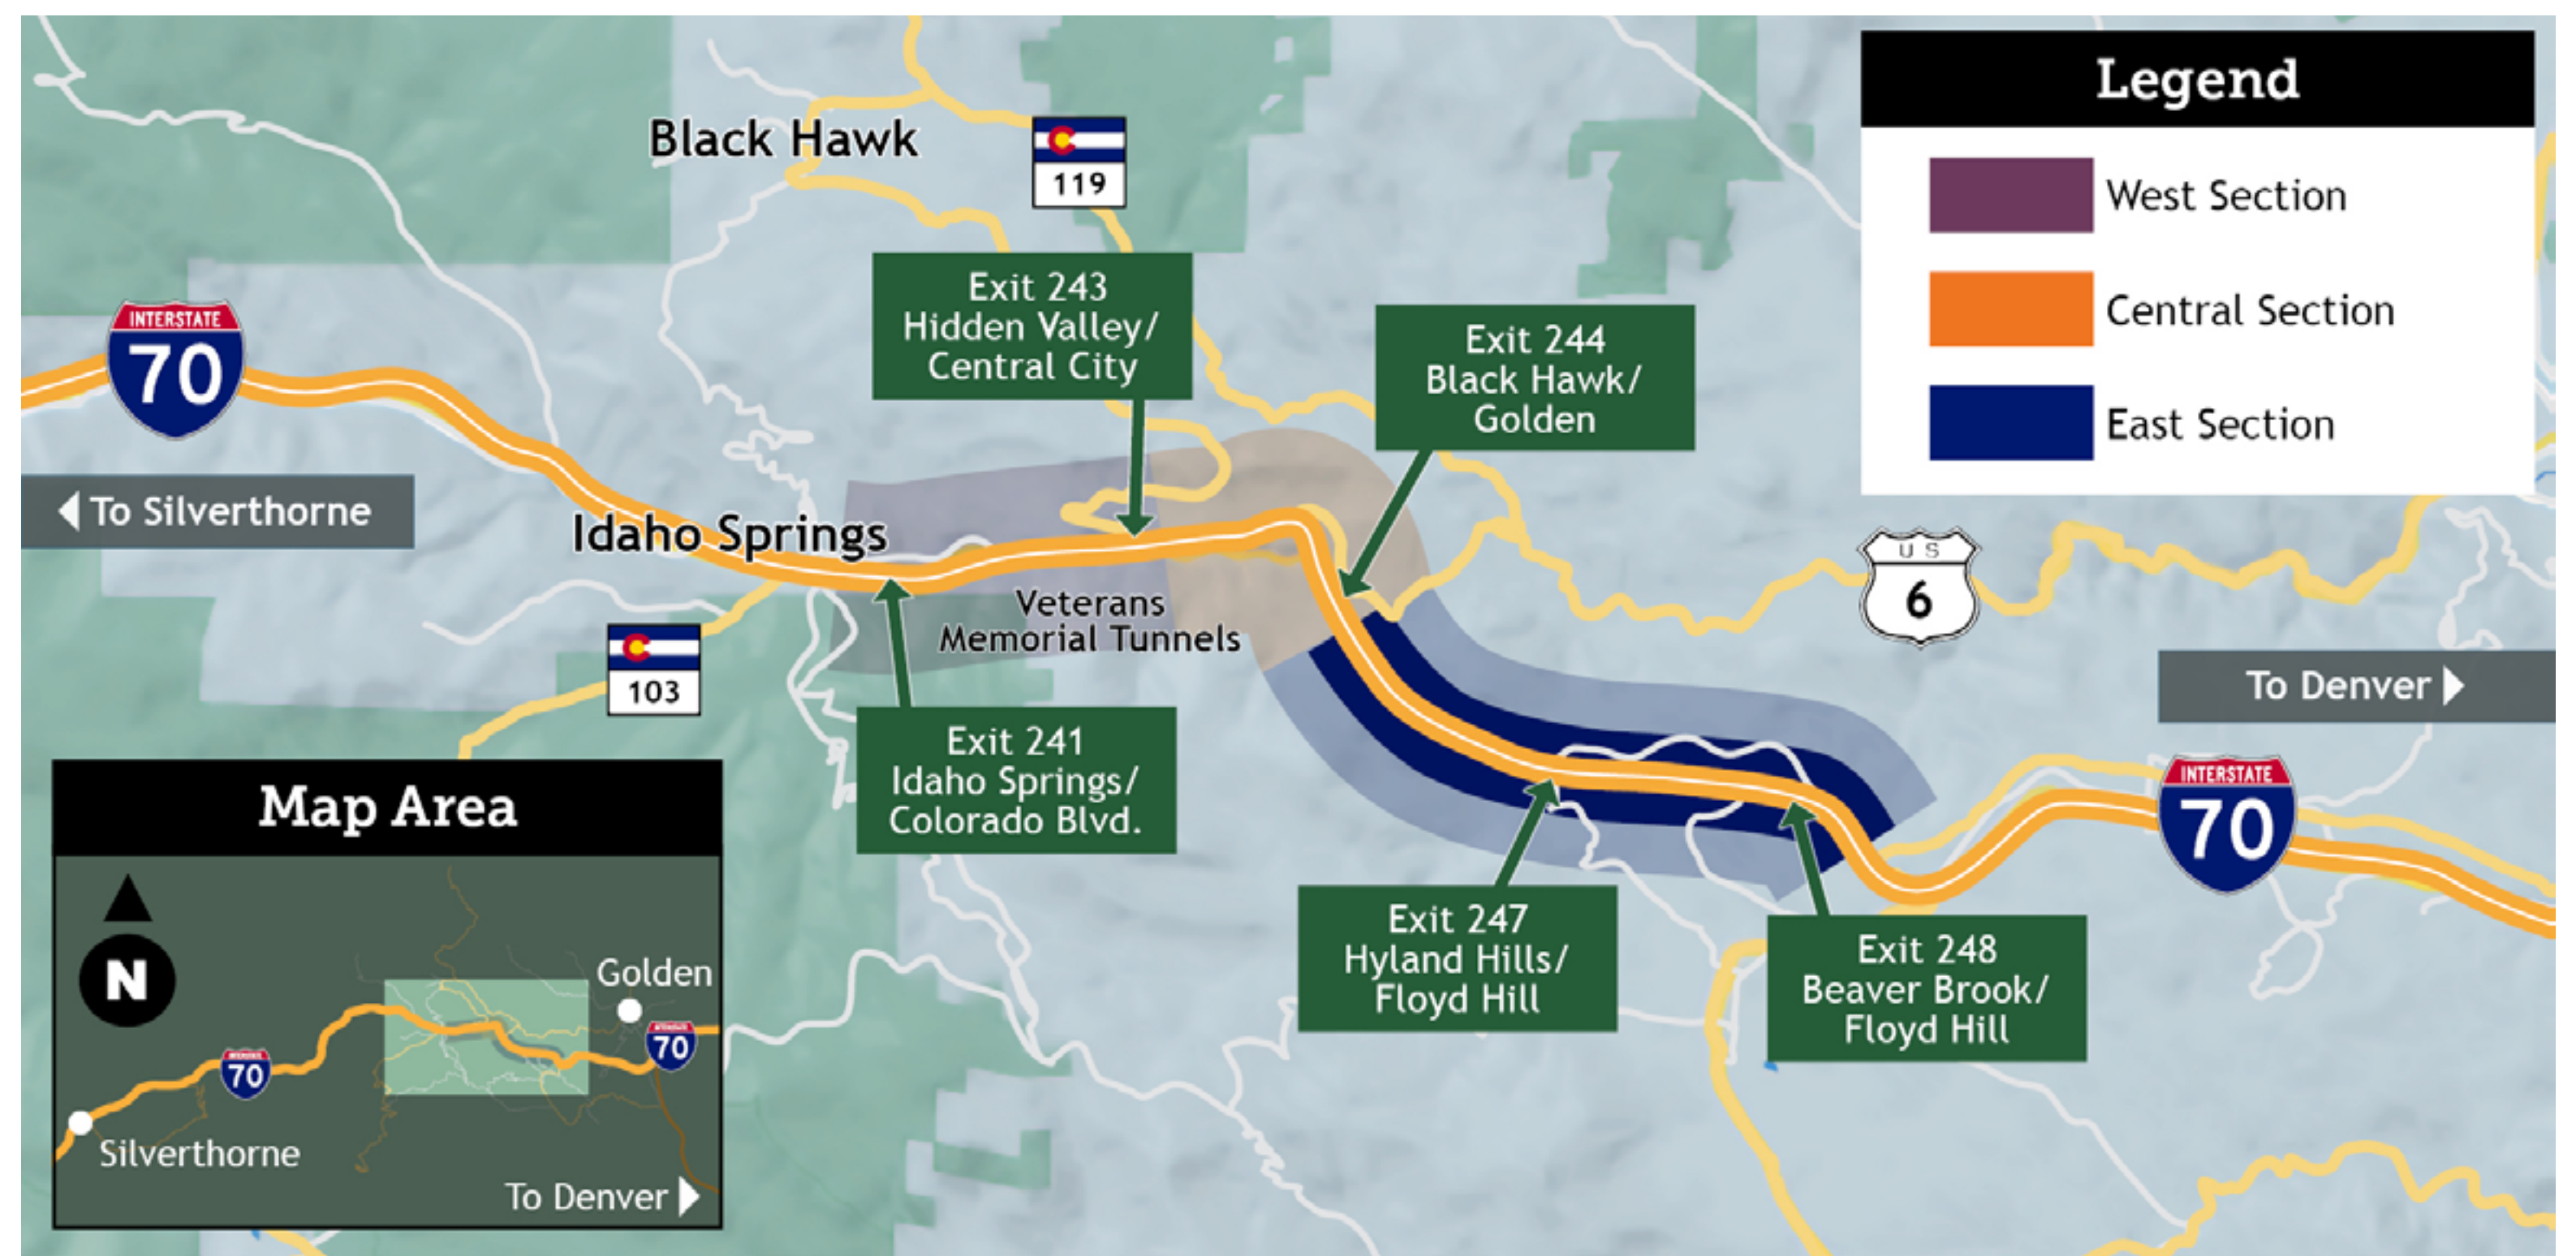 Legend
West Section
Central Section
East Section
Black Hawk
119
Exit 243
Hidden Valley/
Central City
Exit 244
Black Hawk/
Golden
INTERSTATE
70
To Silverthorne
Idaho Springs
Veterans
Memorial Tunnels
U S
6
103
To Denver
Exit 241
Idaho Springs/
Colorado Blvd.
INTERSTATE
70
Exit 247
Hyland Hills/
Floyd Hill
Exit 248
Beaver Brook/
Floyd Hill
Map Area
N
Golden
INTERSTATE
70
INTERSTATE
70
Silverthorne
To Denver